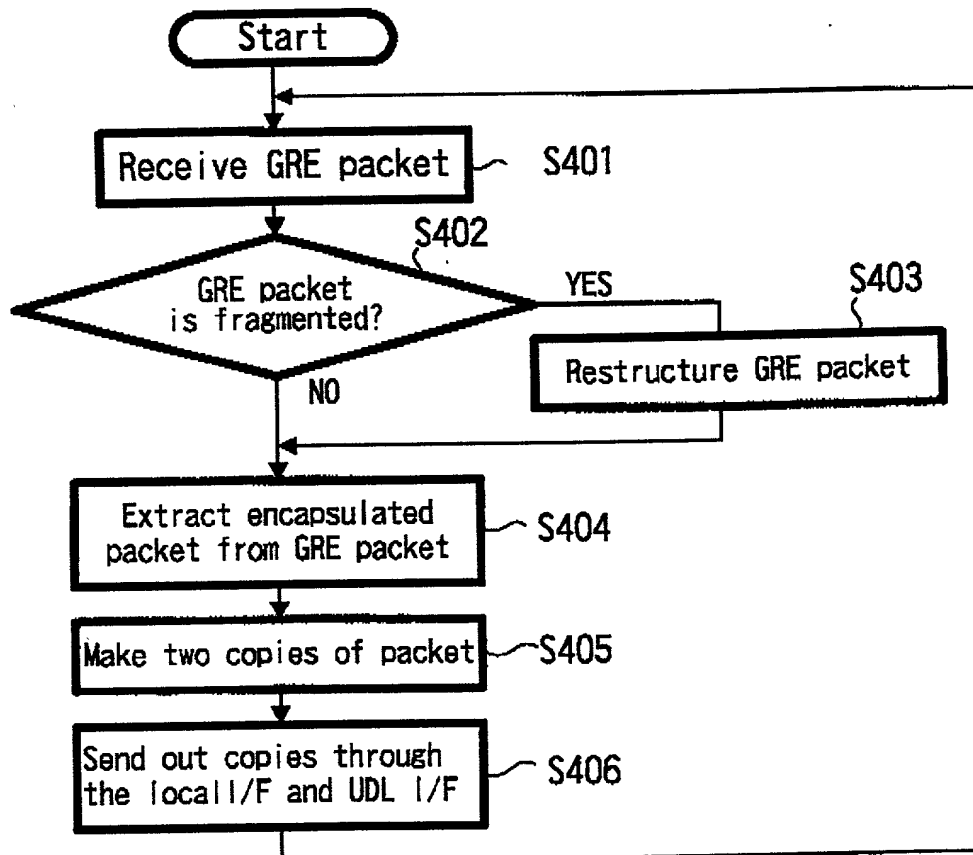 Start
Receive GRE packet
S401
S402
GRE packet
is fragmented?
YES
S403
Restructure GRE packet
NO
Extract encapsulated
packet from GRE packet
S404
Make two copies of packet
S405
Send out copies through
the localI/F and UDL I/F
S406